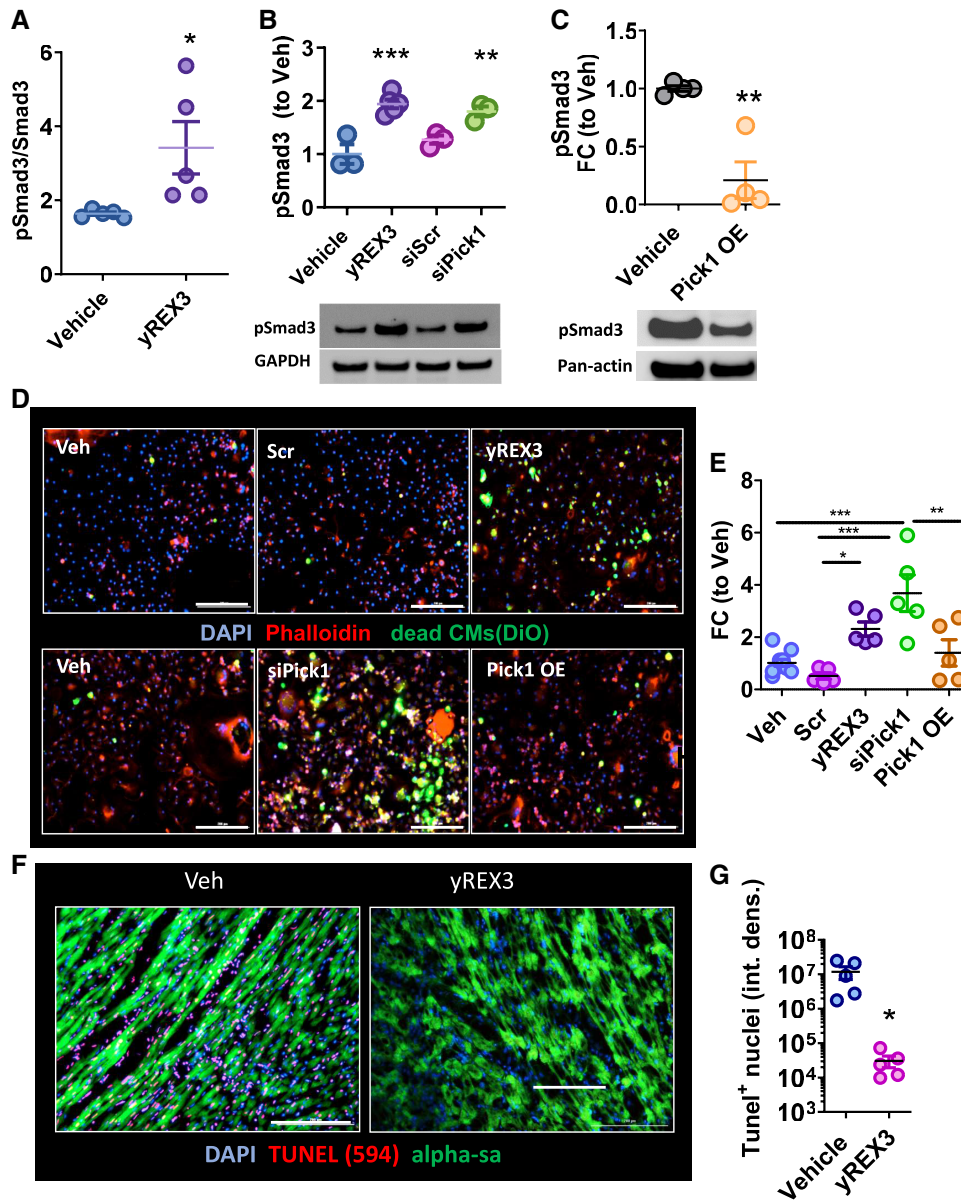 A
pSmad3/Smad3
6
4
2
0
*
Vehicle
yREX3
B
pSmad3 (to Veh)
3
2
1
0
***
**
Vehicle
yREX3
siScr
siPick1
pSmad3
GAPDH
C
pSmad3
FC (to Veh)
1.5
1.0
0.5
0.0
**
Vehicle
Pick1 OE
pSmad3
Pan-actin
D
Veh
Scr
yREX3
DAPI Phalloidin dead CMs(DiO)
Veh
siPick1
Pick1 OE
E
FC (to Veh)
8
6
4
2
0
***
***
*
**
Veh
Scr
yREX3
siPick1
Pick1 OE
F
Veh
yREX3
DAPI TUNEL (594) alpha-sa
G
Tunel⁺ nuclei (int. dens.)
10⁸
10⁷
10⁶
10⁵
10⁴
10³
*
Vehicle
yREX3